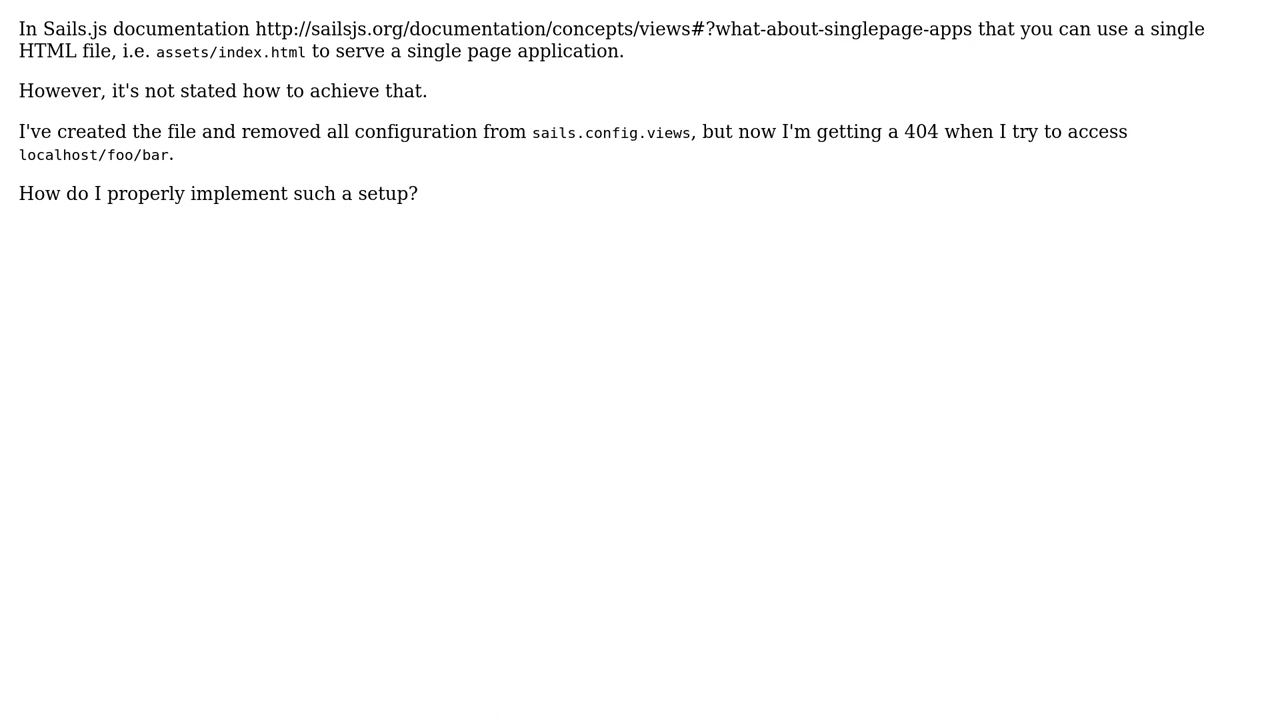 In Sails.js documentation http://sailsjs.org/documentation/concepts/views#?what-about-singlepage-apps that you can use a single
HTML file, i.e. assets/index.html to serve a single page application.
However, it's not stated how to achieve that.
I've created the file and removed all configuration from sails.config.views, but now I'm getting a 404 when I try to access
localhost/foo/bar.
How do I properly implement such a setup?